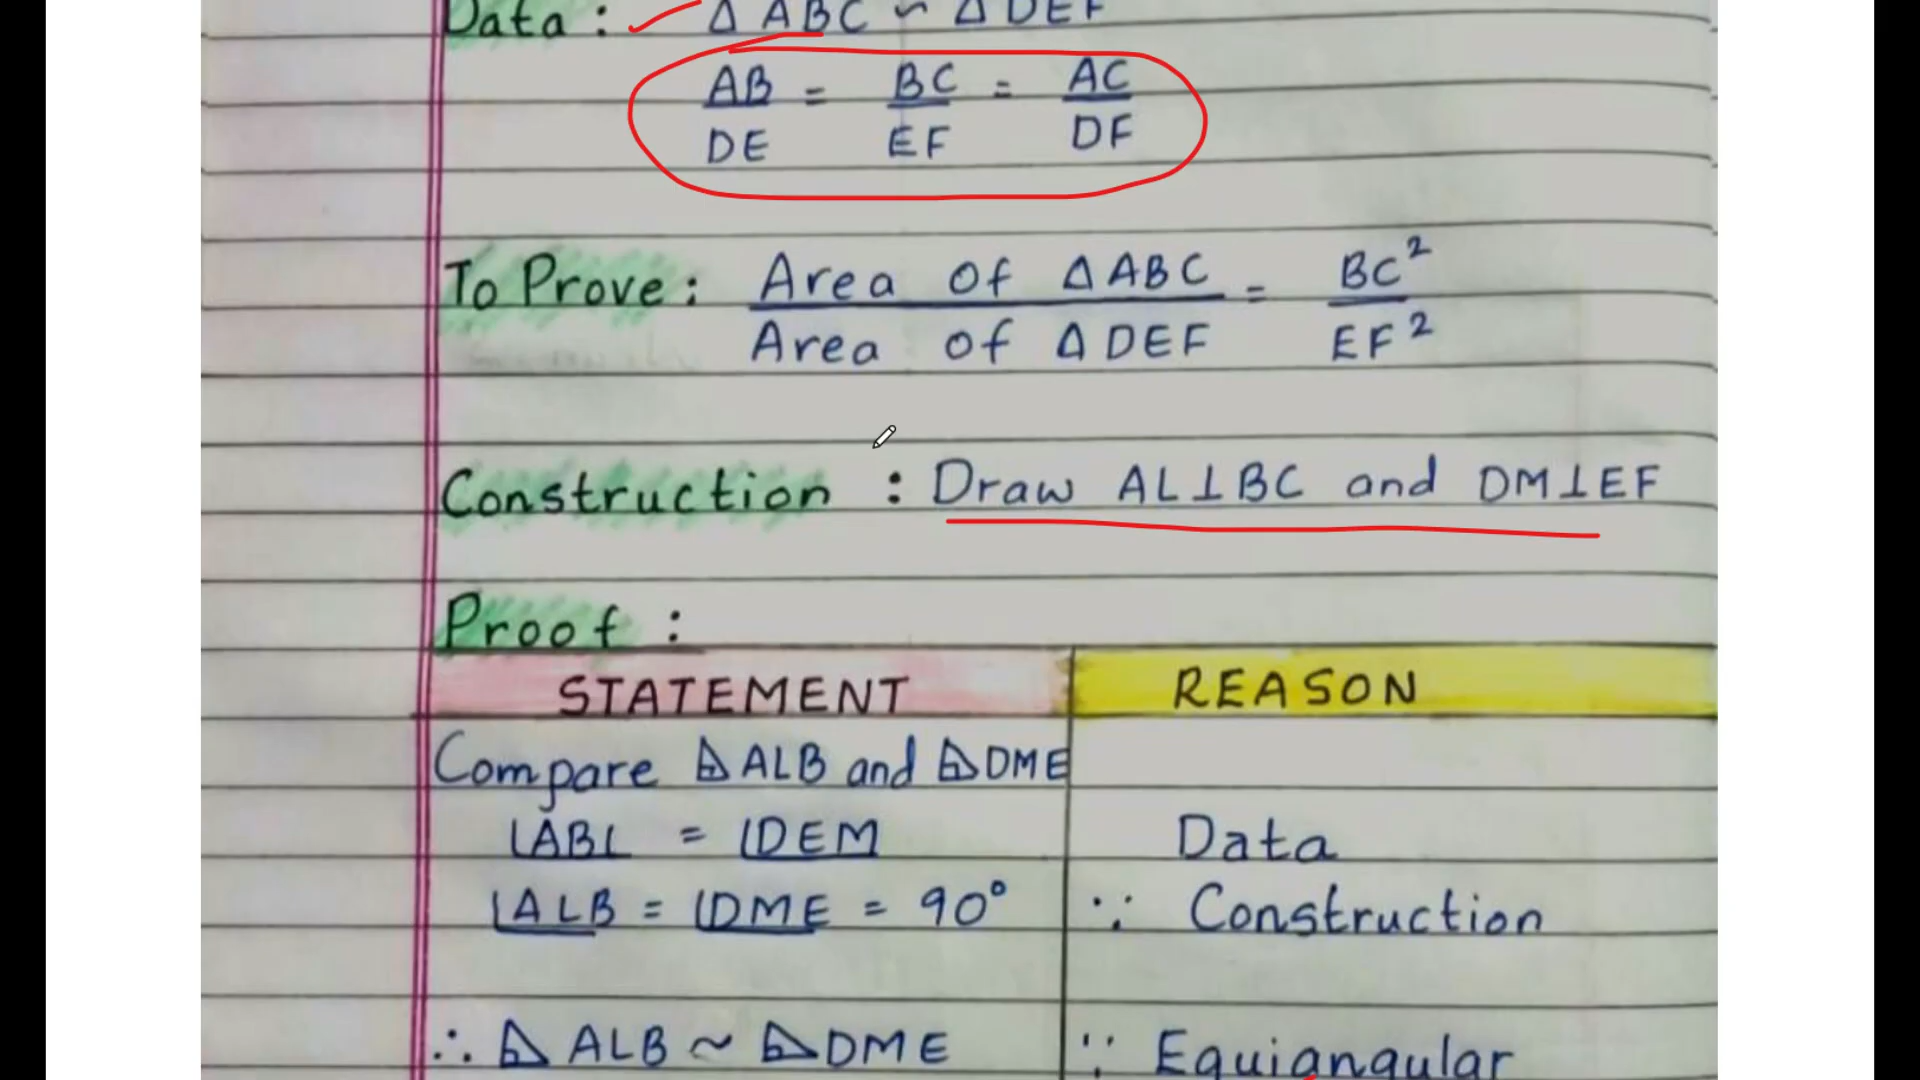 Data : Δ ABC ~ Δ DEF
AB = BC = AC
DE EF DF
To Prove : Area of Δ ABC = BC²
Area of Δ DEF EF²
Construction : Draw AL⊥BC and DM⊥EF
Proof :
STATEMENT REASON
Compare ⊿ALB and ⊿DME
∠ABL = ∠DEM Data
∠ALB = ∠DME = 90° ∵ Construction
∴ ⊿ ALB ~ ⊿DME ∵ Equiangular